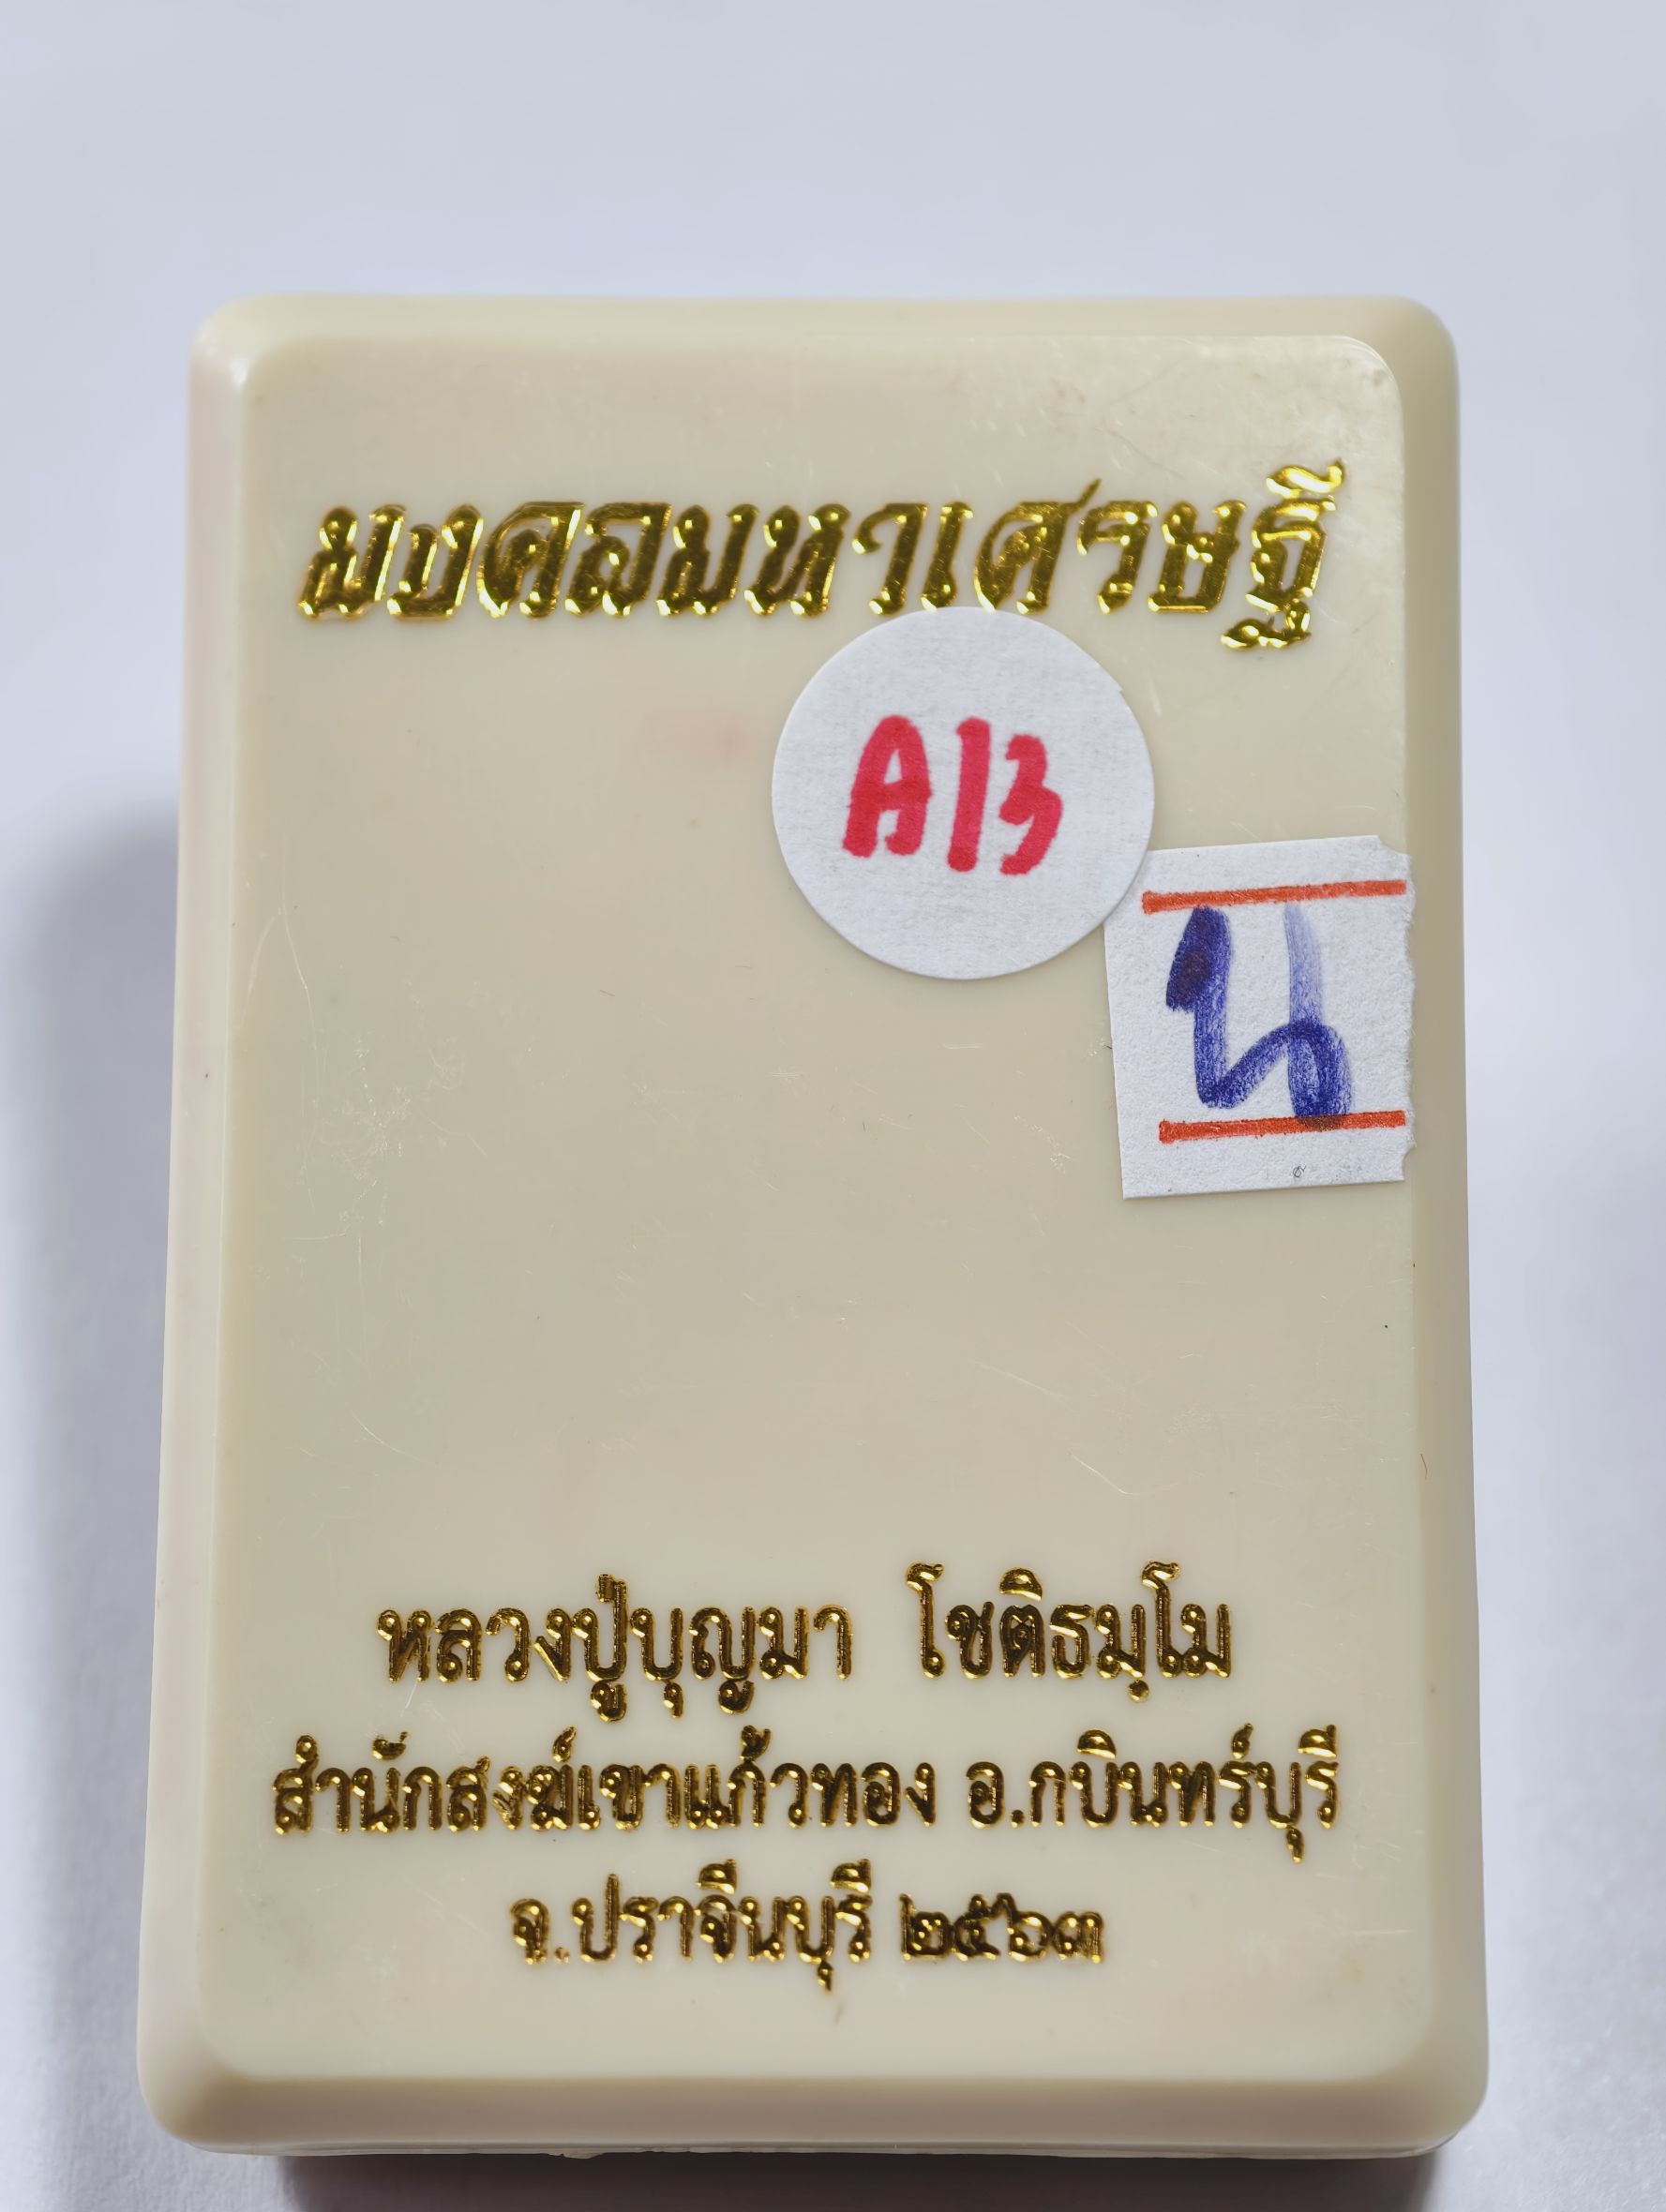 มงคลมหาเศรษฐี
A13
น
หลวงปู่บุญมา โชติธมฺโม
สำนักสงฆ์เขาแก้วทอง อ.กบินทร์บุรี
จ.ปราจีนบุรี ๒๕๖๓